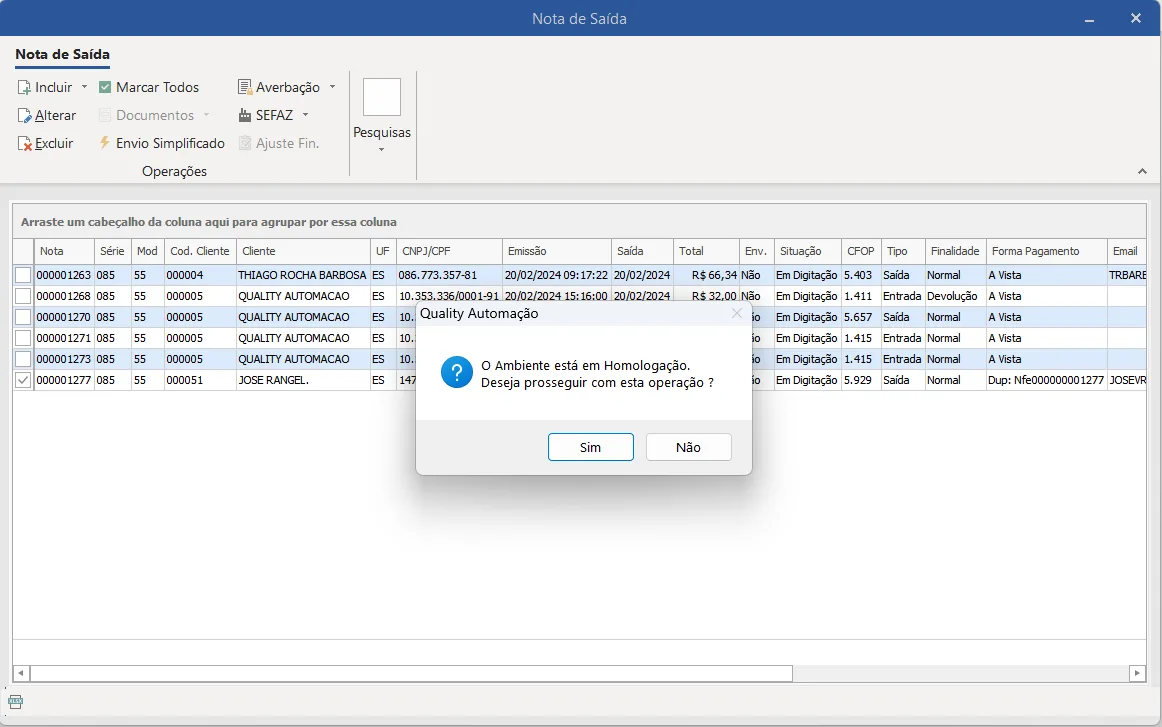 Nota de Saída
Nota de Saída
Incluir Marcar Todos Averbação
Alterar Documentos SEFAZ
Excluir Envio Simplificado Ajuste Fin.
Operações
Pesquisas
Arraste um cabeçalho da coluna aqui para agrupar por essa coluna
Nota Série Mod Cod. Cliente Cliente UF CNPJ/CPF Emissão Saída Total Env. Situação CFOP Tipo Finalidade Forma Pagamento Email
000001263 085 55 000004 THIAGO ROCHA BARBOSA ES 086.773.357-81 20/02/2024 09:17:22 20/02/2024 R$ 66,34 Não Em Digitação 5.403 Saída Normal A Vista TRBARE
000001268 085 55 000005 QUALITY AUTOMACAO ES 10.353.336/0001-91 20/02/2024 15:16:00 20/02/2024 R$ 32,00 Não Em Digitação 1.411 Entrada Devolução A Vista
000001270 085 55 000005 QUALITY AUTOMACAO ES 10. Em Digitação 5.657 Saída Normal A Vista
000001271 085 55 000005 QUALITY AUTOMACAO ES 10. Em Digitação 1.415 Entrada Normal A Vista
000001273 085 55 000005 QUALITY AUTOMACAO ES 10. Em Digitação 1.415 Entrada Normal A Vista
000001277 085 55 000051 JOSE RANGEL. ES 147 Em Digitação 5.929 Saída Normal Dup: Nfe000000001277 JOSEVR
Quality Automação
O Ambiente está em Homologação.
Deseja prosseguir com esta operação ?
Sim Não